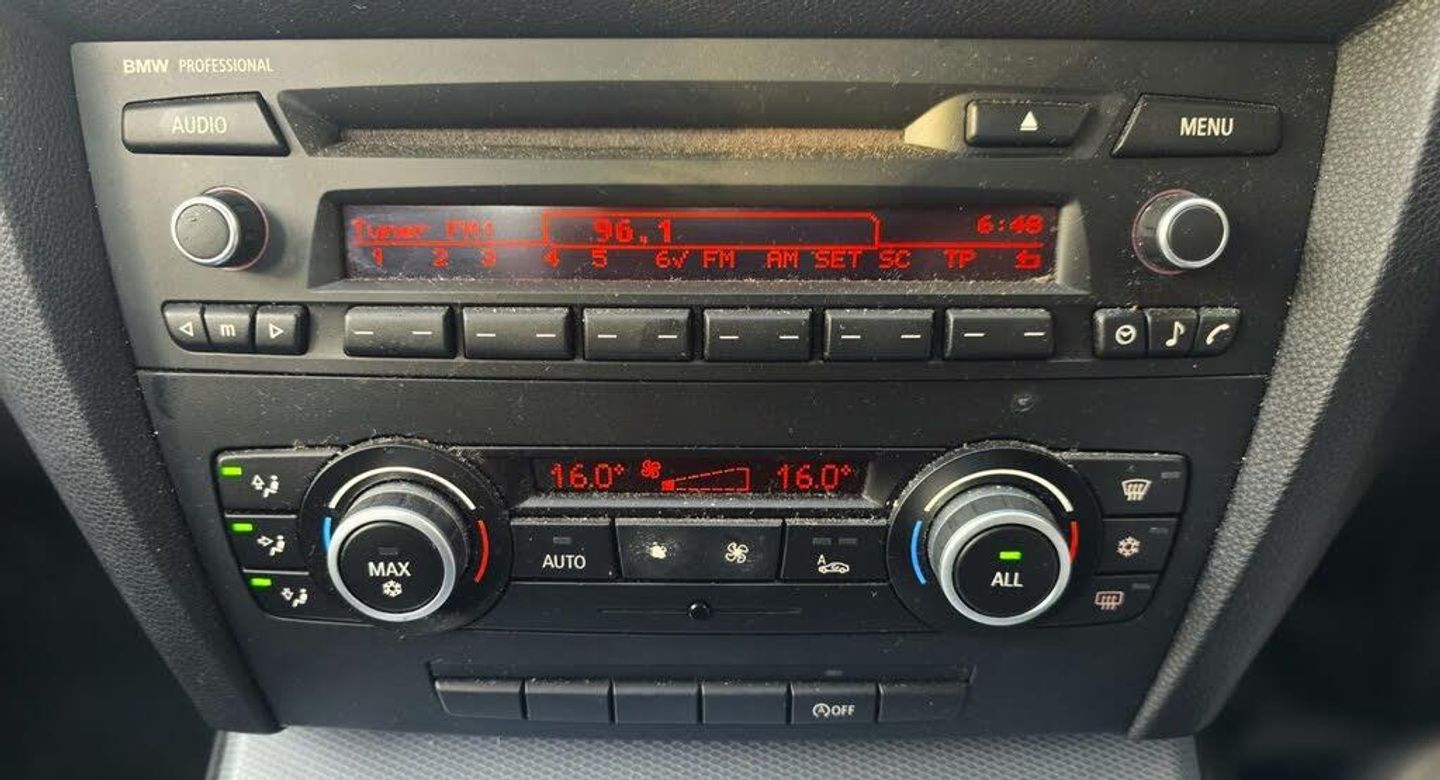 BMW PROFESSIONAL
AUDIO
MENU
Tuner FM1 96.1 6:48
1 2 3 4 5 6✓ FM AM SET SC TP
m
16.0° 16.0°
MAX
AUTO
A
ALL
A OFF